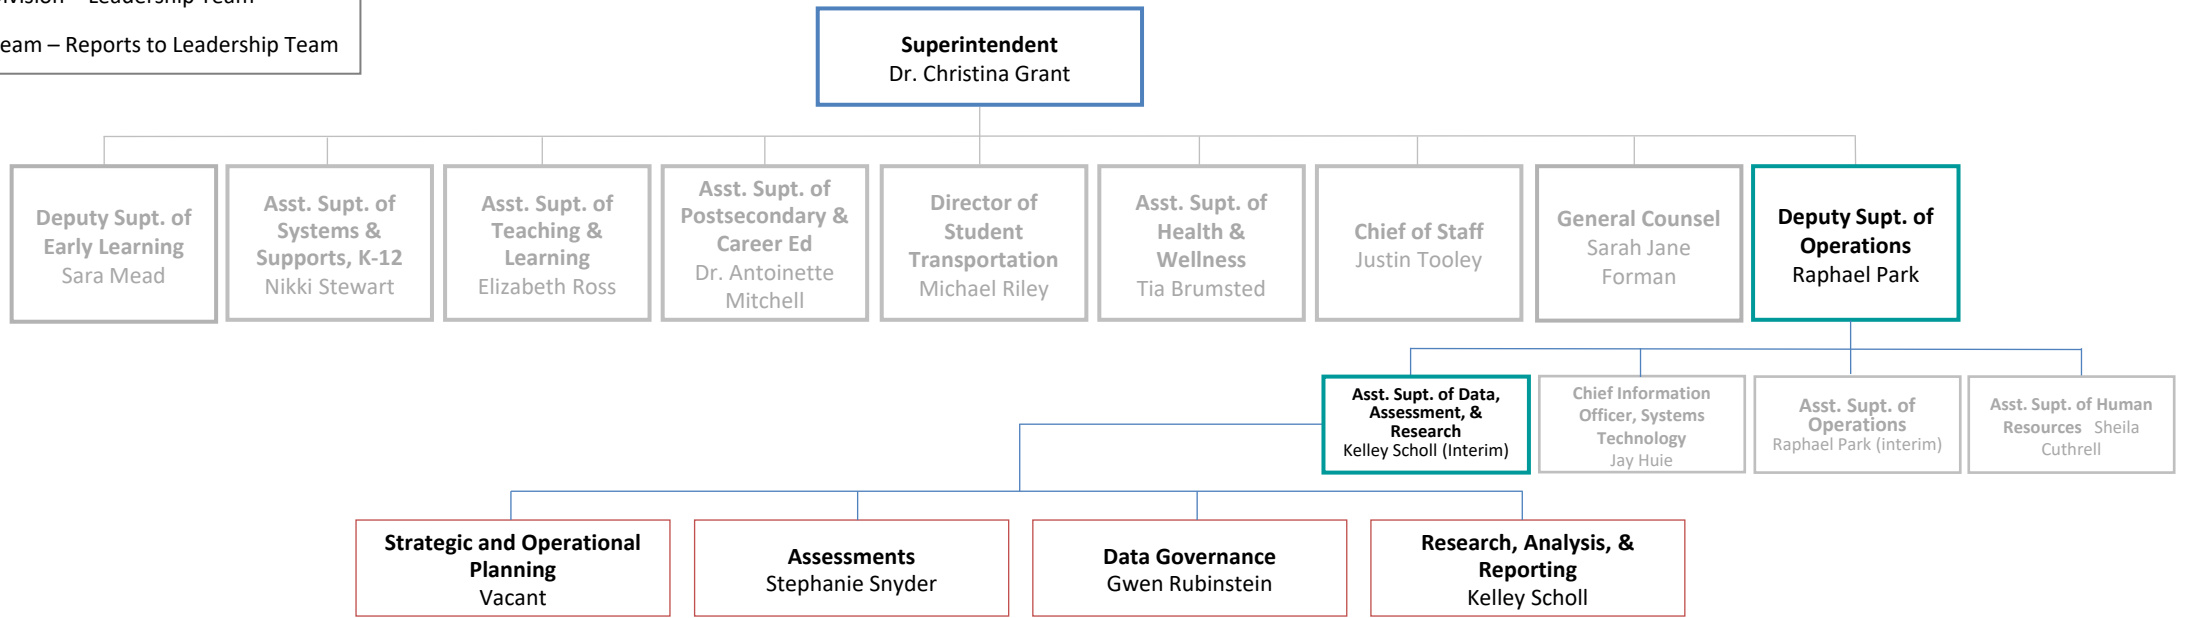 Division – Leadership Team
Team – Reports to Leadership Team
Superintendent
Dr. Christina Grant
Deputy Supt. of
Early Learning
Sara Mead
Asst. Supt. of
Systems &
Supports, K-12
Nikki Stewart
Asst. Supt. of
Teaching &
Learning
Elizabeth Ross
Asst. Supt. of
Postsecondary &
Career Ed
Dr. Antoinette
Mitchell
Director of
Student
Transportation
Michael Riley
Asst. Supt. of
Health &
Wellness
Tia Brumsted
Chief of Staff
Justin Tooley
General Counsel
Sarah Jane
Forman
Deputy Supt. of
Operations
Raphael Park
Asst. Supt. of Data,
Assessment, &
Research
Kelley Scholl (Interim)
Chief Information
Officer, Systems
Technology
Jay Huie
Asst. Supt. of
Operations
Raphael Park (interim)
Asst. Supt. of Human
Resources Sheila
Cuthrell
Strategic and Operational
Planning
Vacant
Assessments
Stephanie Snyder
Data Governance
Gwen Rubinstein
Research, Analysis, &
Reporting
Kelley Scholl